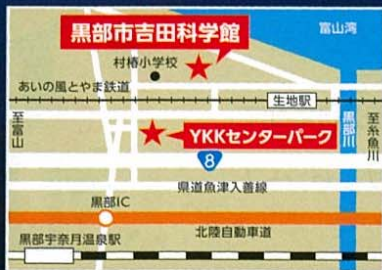 富山湾
黒部市吉田科学館
村椿小学校
あいの風とやま鉄道
生地駅
至富山
黒部川
至糸魚川
YKKセンターパーク
8
県道魚津入善線
黒部IC
北陸自動車道
黒部宇奈月温泉駅